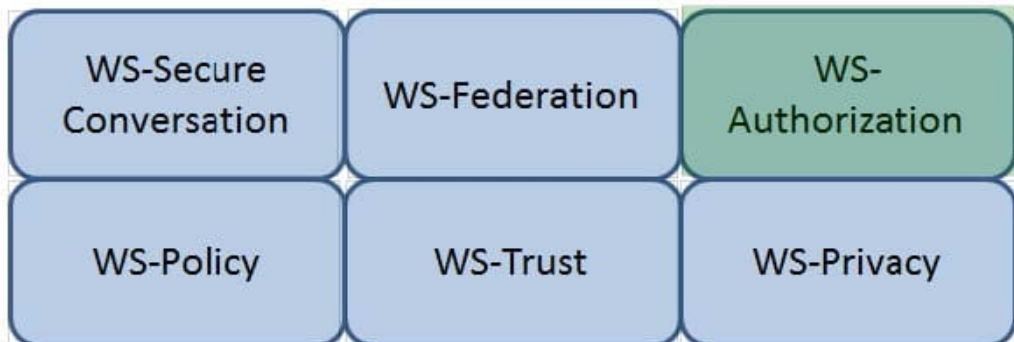 WS-Secure
Conversation
WS-Federation
WS-
Authorization
WS-Policy
WS-Trust
WS-Privacy